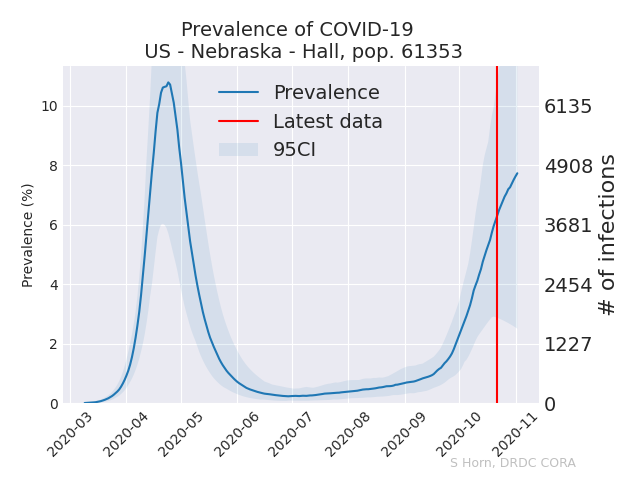 Prevalence of COVID-19
US - Nebraska - Hall, pop. 61353
Prevalence
Latest data
95CI
Prevalence (%)
10
8
6
4
2
0
6135
4908
3681
2454
1227
0
# of infections
2020-03
2020-04
2020-05
2020-06
2020-07
2020-08
2020-09
2020-10
2020-11
S Horn, DRDC CORA